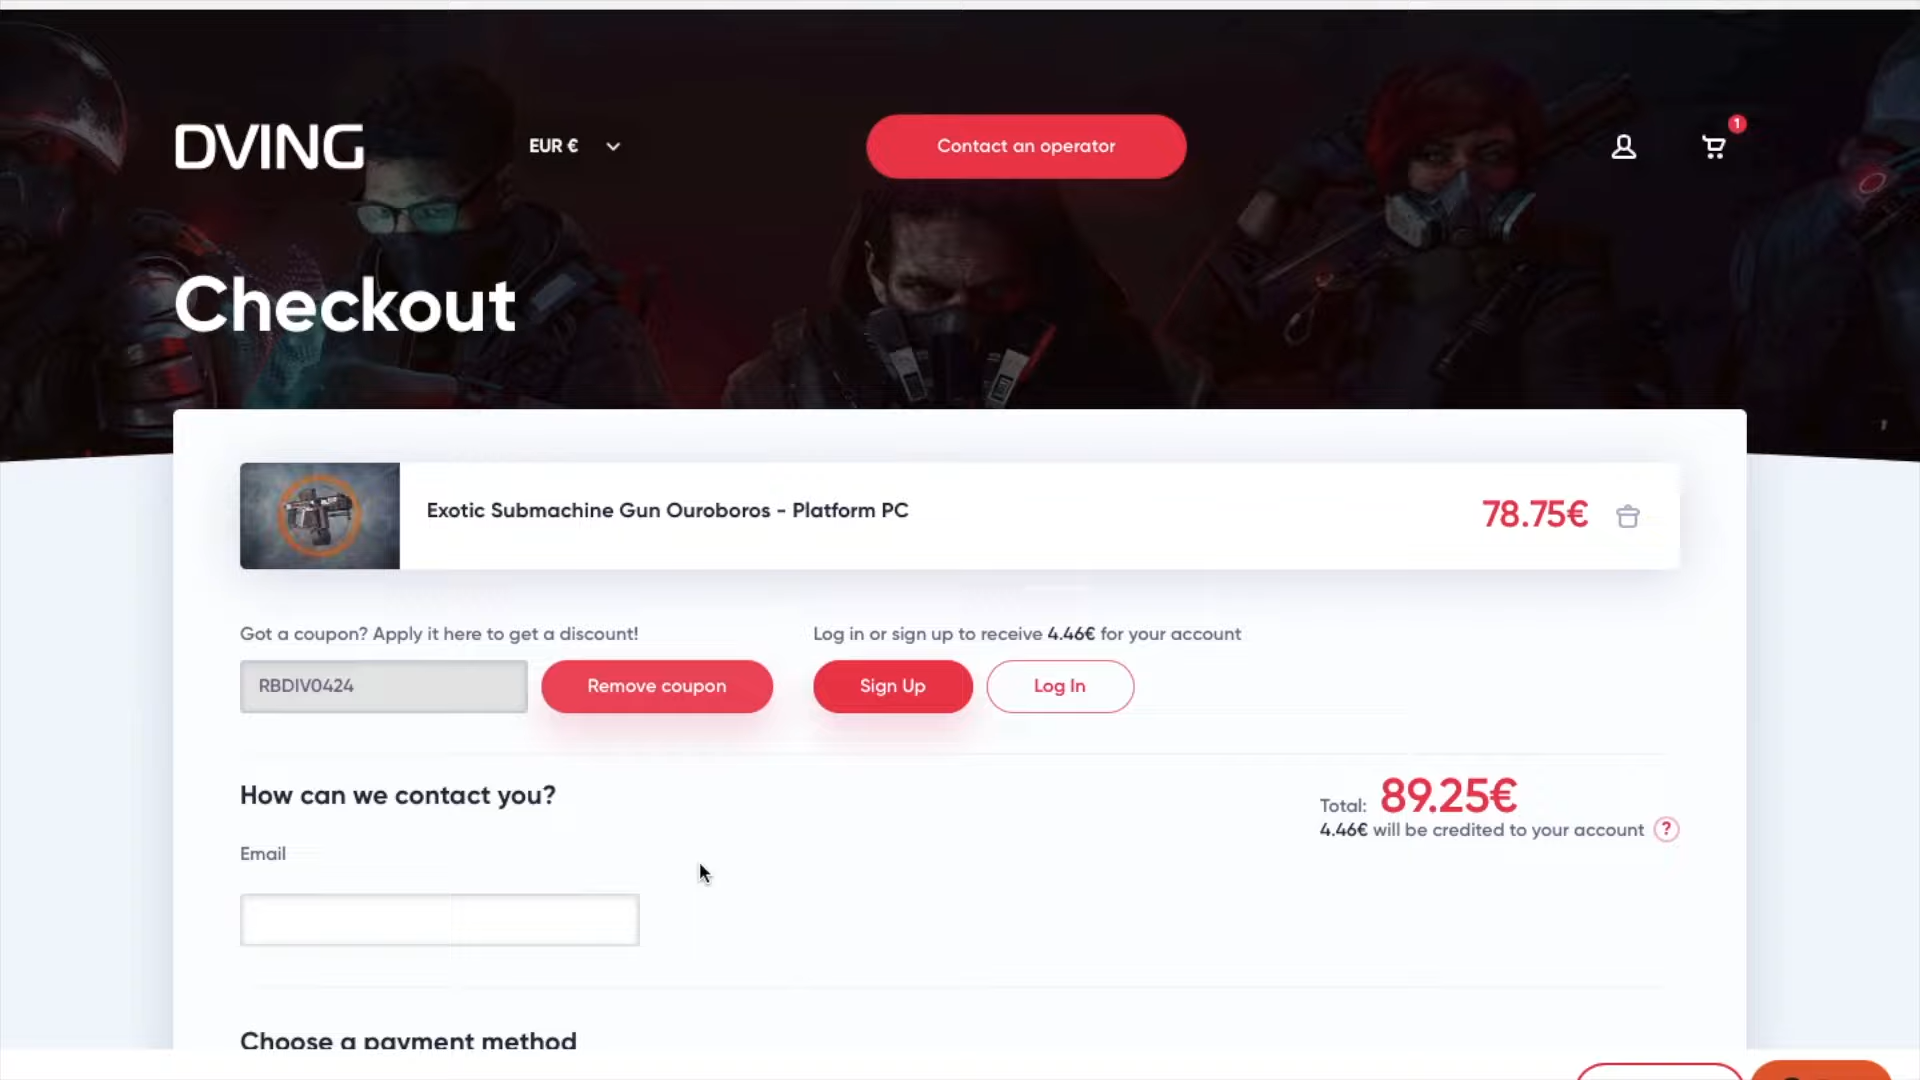 DVING
EUR €
Contact an operator
1
Checkout
Exotic Submachine Gun Ouroboros - Platform PC
78.75€
Got a coupon? Apply it here to get a discount!
Log in or sign up to receive 4.46€ for your account
RBDIV0424
Remove coupon
Sign Up
Log In
How can we contact you?
Total: 89.25€
4.46€ will be credited to your account ?
Email
Choose a payment method